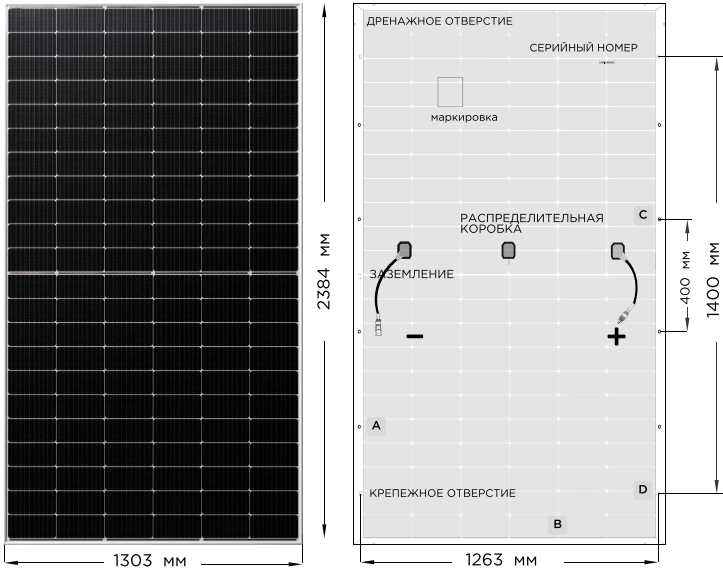 ДРЕНАЖНОЕ ОТВЕРСТИЕ
СЕРИЙНЫЙ НОМЕР
маркировка
РАСПРЕДЕЛИТЕЛЬНАЯ
КОРОБКА
C
ЗАЗЕМЛЕНИЕ
2384 мм
400 мм
1400 мм
− +
A
КРЕПЕЖНОЕ ОТВЕРСТИЕ
D
B
1303 мм
1263 мм